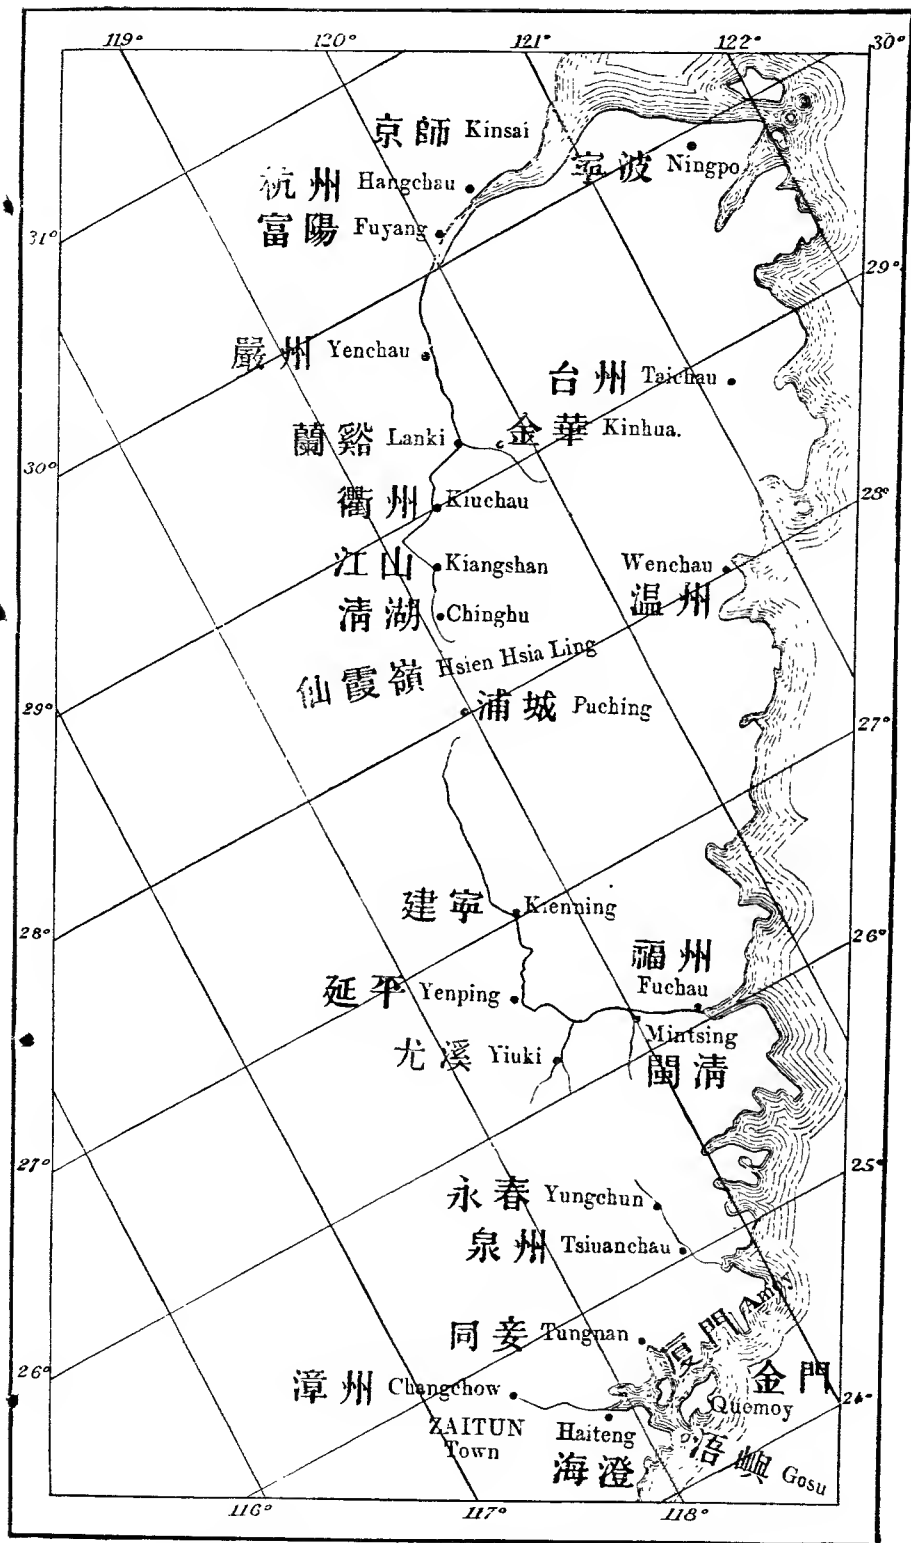 119° 120° 121° 122° 30°
京師 Kinsai
杭州 Hangchau
寧波 Ningpo
富陽 Fuyang
31°
29°
嚴州 Yenchau
台州 Taichau
蘭谿 Lanki
金華 Kinhua.
30°
28°
衢州 Kiuchau
江山 Kiangshan
Wenchau
温州
清湖 Chinghu
仙霞嶺 Hsien Hsia Ling
浦城 Puching
29°
27°
建寧 Kienning
28°
26°
福州
Fuchau
延平 Yenping
Mintsing
閩清
尤溪 Yiuki
27°
25°
永春 Yungchun
泉州 Tsiuanchau
厦門 Amoy
同妾 Tungnan
26°
漳州 Changchow
金門
Quemoy
24°
ZAITUN
Town
Haiteng
海澄
浯嶼 Gosu
116° 117° 118°